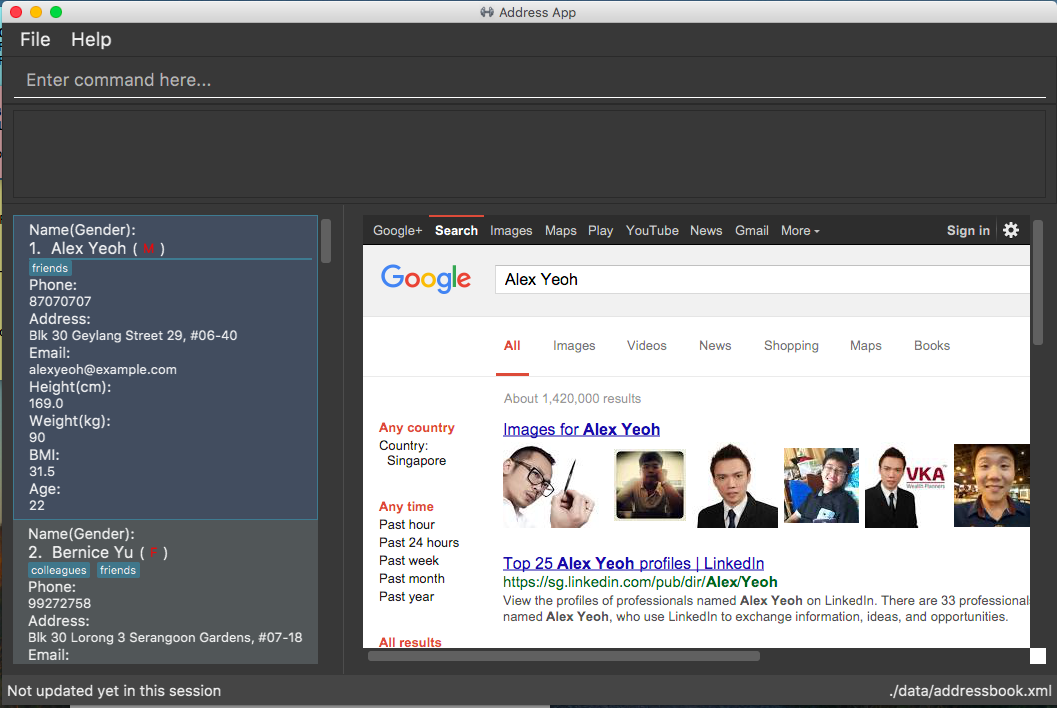 Address App
File Help
Enter command here...
Name(Gender):
1. Alex Yeoh ( M )
friends
Phone:
87070707
Address:
Blk 30 Geylang Street 29, #06-40
Email:
alexyeoh@example.com
Height(cm):
169.0
Weight(kg):
90
BMI:
31.5
Age:
22
Name(Gender):
2. Bernice Yu ( F )
colleagues friends
Phone:
99272758
Address:
Blk 30 Lorong 3 Serangoon Gardens, #07-18
Email:
Google+ Search Images Maps Play YouTube News Gmail More Sign in
Google Alex Yeoh
All Images Videos News Shopping Maps Books
About 1,420,000 results
Any country
Country:
Singapore
Any time
Past hour
Past 24 hours
Past week
Past month
Past year
All results
Images for Alex Yeoh
VKA
Wealth Planners
Top 25 Alex Yeoh profiles | LinkedIn
https://sg.linkedin.com/pub/dir/Alex/Yeoh
View the profiles of professionals named Alex Yeoh on LinkedIn. There are 33 professionals
named Alex Yeoh, who use LinkedIn to exchange information, ideas, and opportunities.
Not updated yet in this session ./data/addressbook.xml